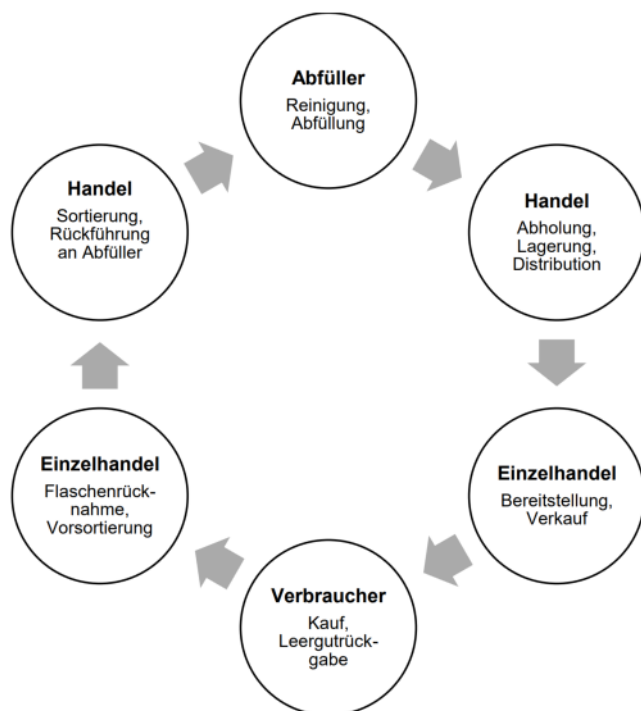 Abfüller
Reinigung,
Abfüllung
Handel
Abholung,
Lagerung,
Distribution
Einzelhandel
Bereitstellung,
Verkauf
Verbraucher
Kauf,
Leergutrück-
gabe
Einzelhandel
Flaschenrück-
nahme,
Vorsortierung
Handel
Sortierung,
Rückführung
an Abfüller